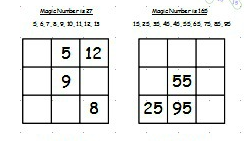 Magic Number is 27
5, 6, 7, 8, 9, 10, 11, 12, 13
5 12
9
8
Magic Number is 165
15, 25, 35, 45, 55, 65, 75, 85, 95
55
25 95